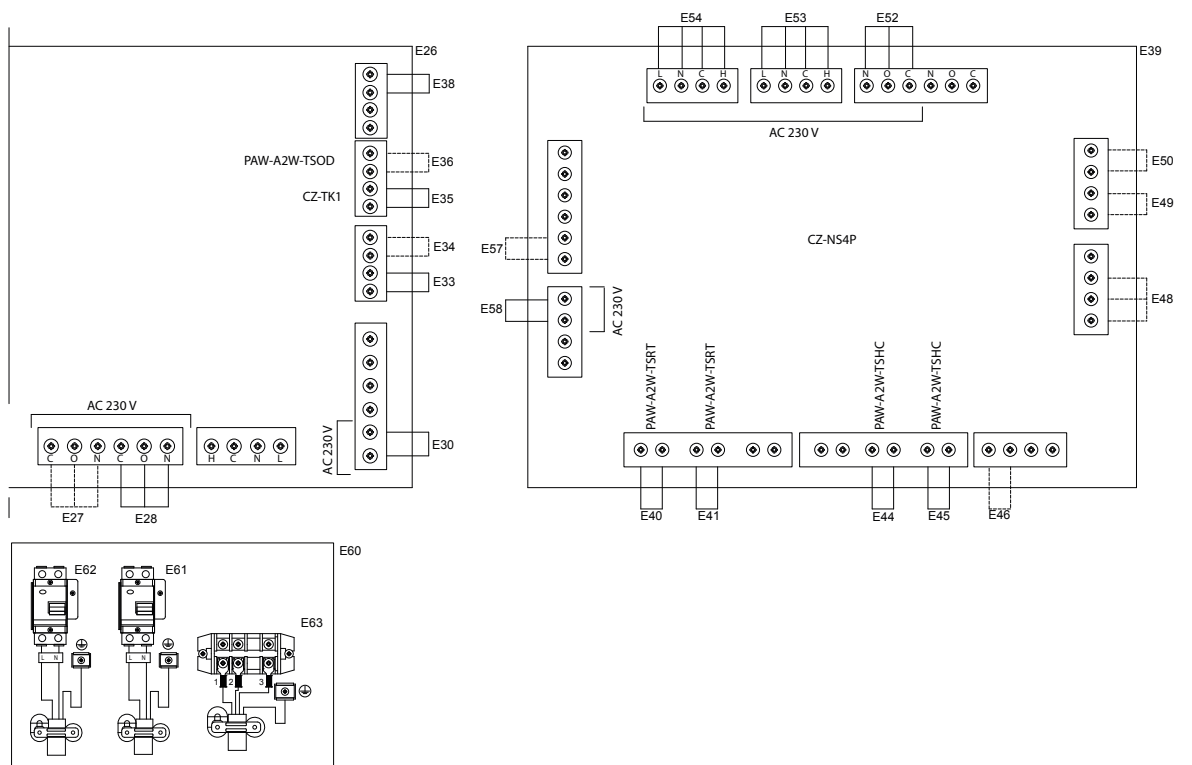 E54
E53
E52
E26
E39
L N C H
L N C H
N O C N O C
E38
AC 230 V
PAW-A2W-TSOD
E36
E50
CZ-TK1
E35
E49
E34
E57
CZ-NS4P
E33
E58
AC 230 V
E48
PAW-A2W-TSRT
PAW-A2W-TSRT
PAW-A2W-TSHC
PAW-A2W-TSHC
AC 230 V
AC 230 V
E30
C O N C O N
H C N L
E27
E28
E40
E41
E44
E45
E46
E60
E62
E61
E63
L N
L N
1 2 3